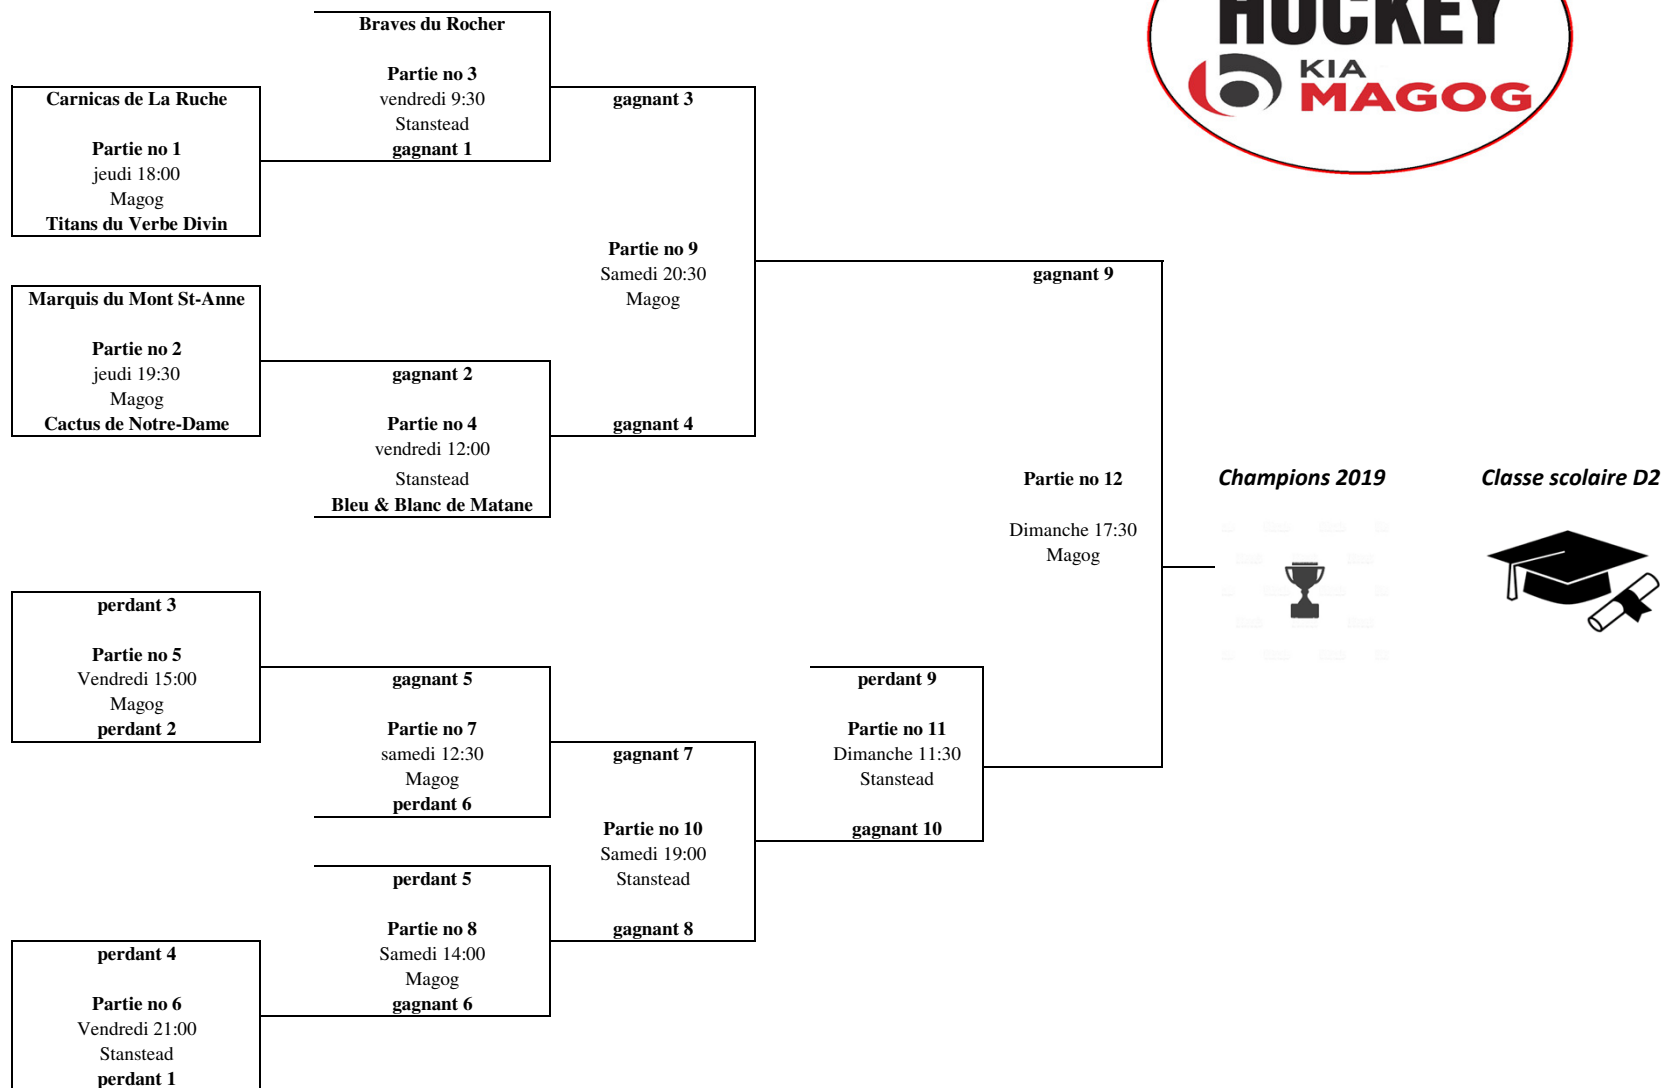 HOCKEY
KIA
MAGOG
Braves du Rocher
Partie no 3
vendredi 9:30
Stanstead
gagnant 1
Carnicas de La Ruche
Partie no 1
jeudi 18:00
Magog
Titans du Verbe Divin
gagnant 3
Partie no 9
Samedi 20:30
Magog
gagnant 4
gagnant 9
Marquis du Mont St-Anne
Partie no 2
jeudi 19:30
Magog
Cactus de Notre-Dame
gagnant 2
Partie no 4
vendredi 12:00
Stanstead
Bleu & Blanc de Matane
Partie no 12
Dimanche 17:30
Magog
Champions 2019
Classe scolaire D2
perdant 3
Partie no 5
Vendredi 15:00
Magog
perdant 2
gagnant 5
Partie no 7
samedi 12:30
Magog
perdant 6
gagnant 7
Partie no 10
Samedi 19:00
Stanstead
gagnant 8
perdant 9
Partie no 11
Dimanche 11:30
Stanstead
gagnant 10
perdant 5
Partie no 8
Samedi 14:00
Magog
gagnant 6
perdant 4
Partie no 6
Vendredi 21:00
Stanstead
perdant 1